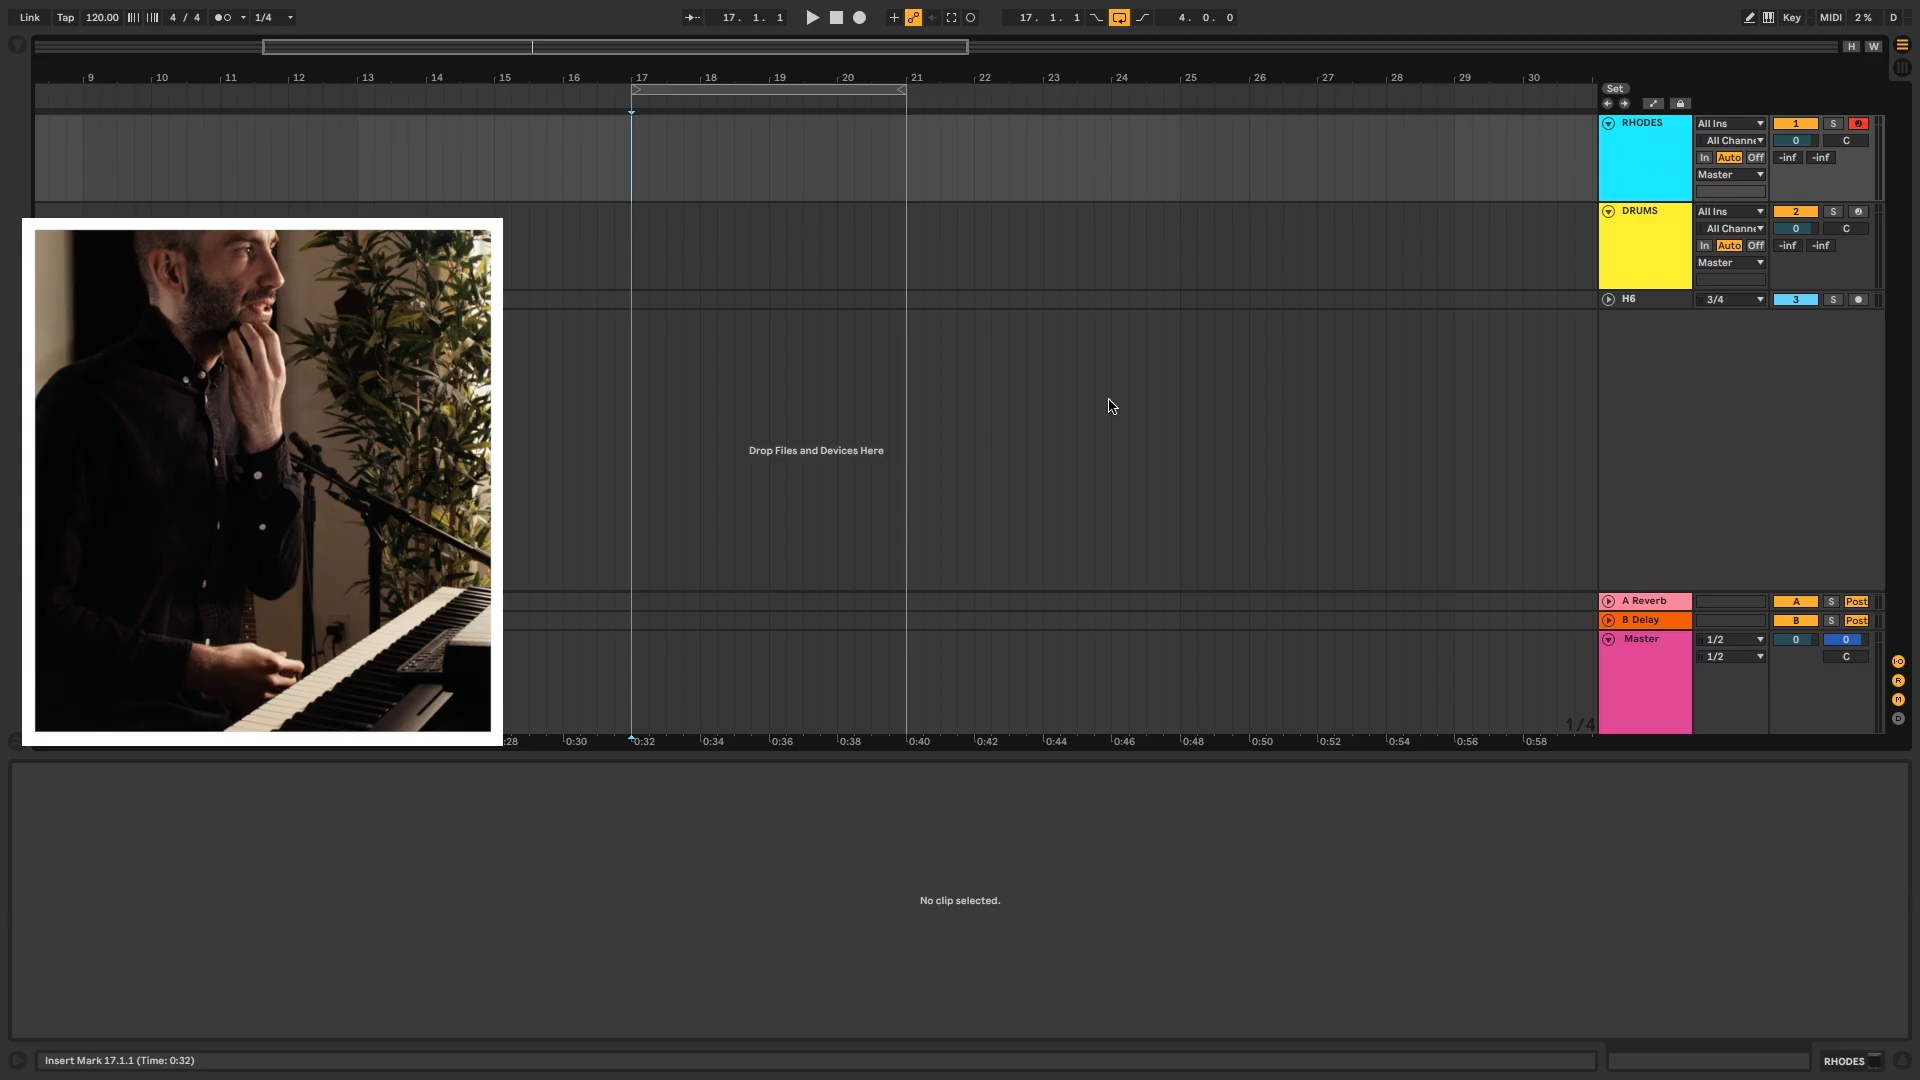 Link Tap 120.00 4 / 4 1/4 17. 1. 1 17. 1. 1 4. 0. 0 Key MIDI 2 % D
H W
9 10 11 12 13 14 15 16 17 18 19 20 21 22 23 24 25 26 27 28 29 30
Set
RHODES All Ins 1 S
All Channe 0 C
In Auto Off -inf -inf
Master
DRUMS All Ins 2 S
All Channe 0 C
In Auto Off -inf -inf
Master
H6 3/4 3 S
Drop Files and Devices Here
A Reverb A S Post
B Delay B S Post
Master 1/2 0 0
1/2 C
I·O
R
M
D
1/4
:28 0:30 0:32 0:34 0:36 0:38 0:40 0:42 0:44 0:46 0:48 0:50 0:52 0:54 0:56 0:58
No clip selected.
Insert Mark 17.1.1 (Time: 0:32) RHODES